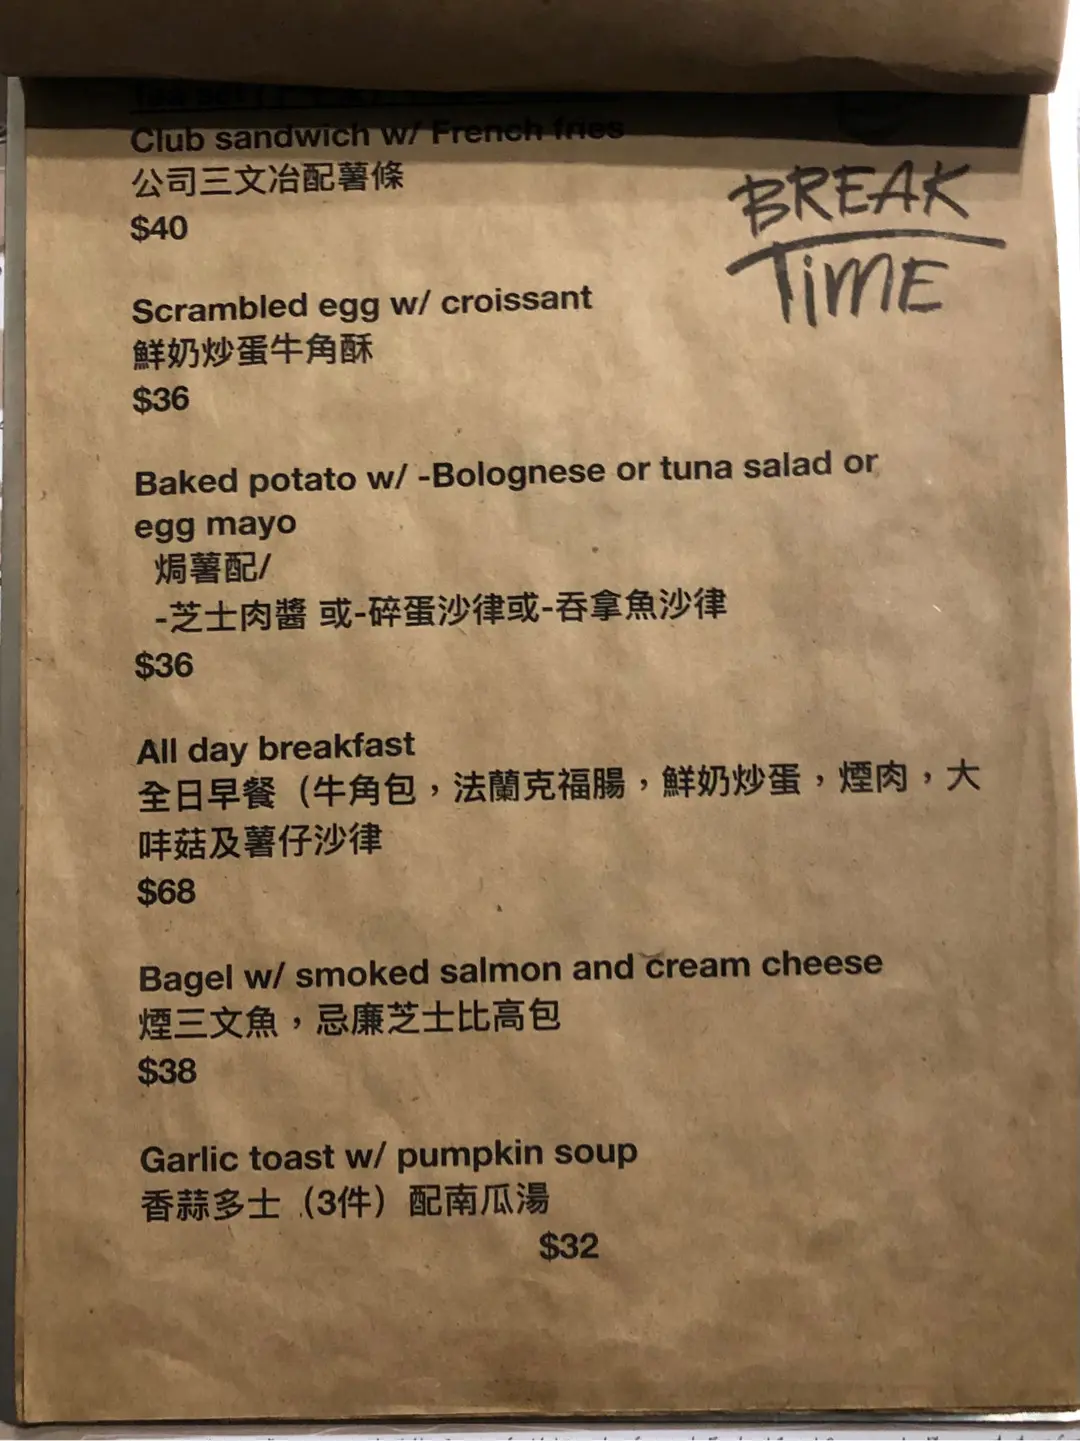 Tea set
Club sandwich w/ French fries
公司三文冶配薯條
$40
BREAK
TiME
Scrambled egg w/ croissant
鮮奶炒蛋牛角酥
$36
Baked potato w/ -Bolognese or tuna salad or
egg mayo
焗薯配/
-芝士肉醬 或-碎蛋沙律或-吞拿魚沙律
$36
All day breakfast
全日早餐（牛角包，法蘭克福腸，鮮奶炒蛋，煙肉，大
啡菇及薯仔沙律
$68
Bagel w/ smoked salmon and cream cheese
煙三文魚，忌廉芝士比高包
$38
Garlic toast w/ pumpkin soup
香蒜多士（3件）配南瓜湯
$32